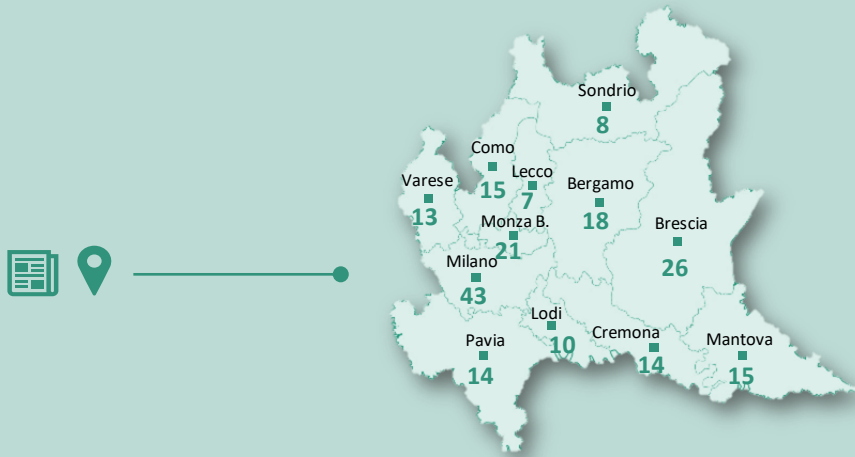 Sondrio
8
Como
15
Lecco
7
Varese
13
Bergamo
18
Monza B.
21
Brescia
26
Milano
43
Lodi
10
Cremona
14
Pavia
14
Mantova
15